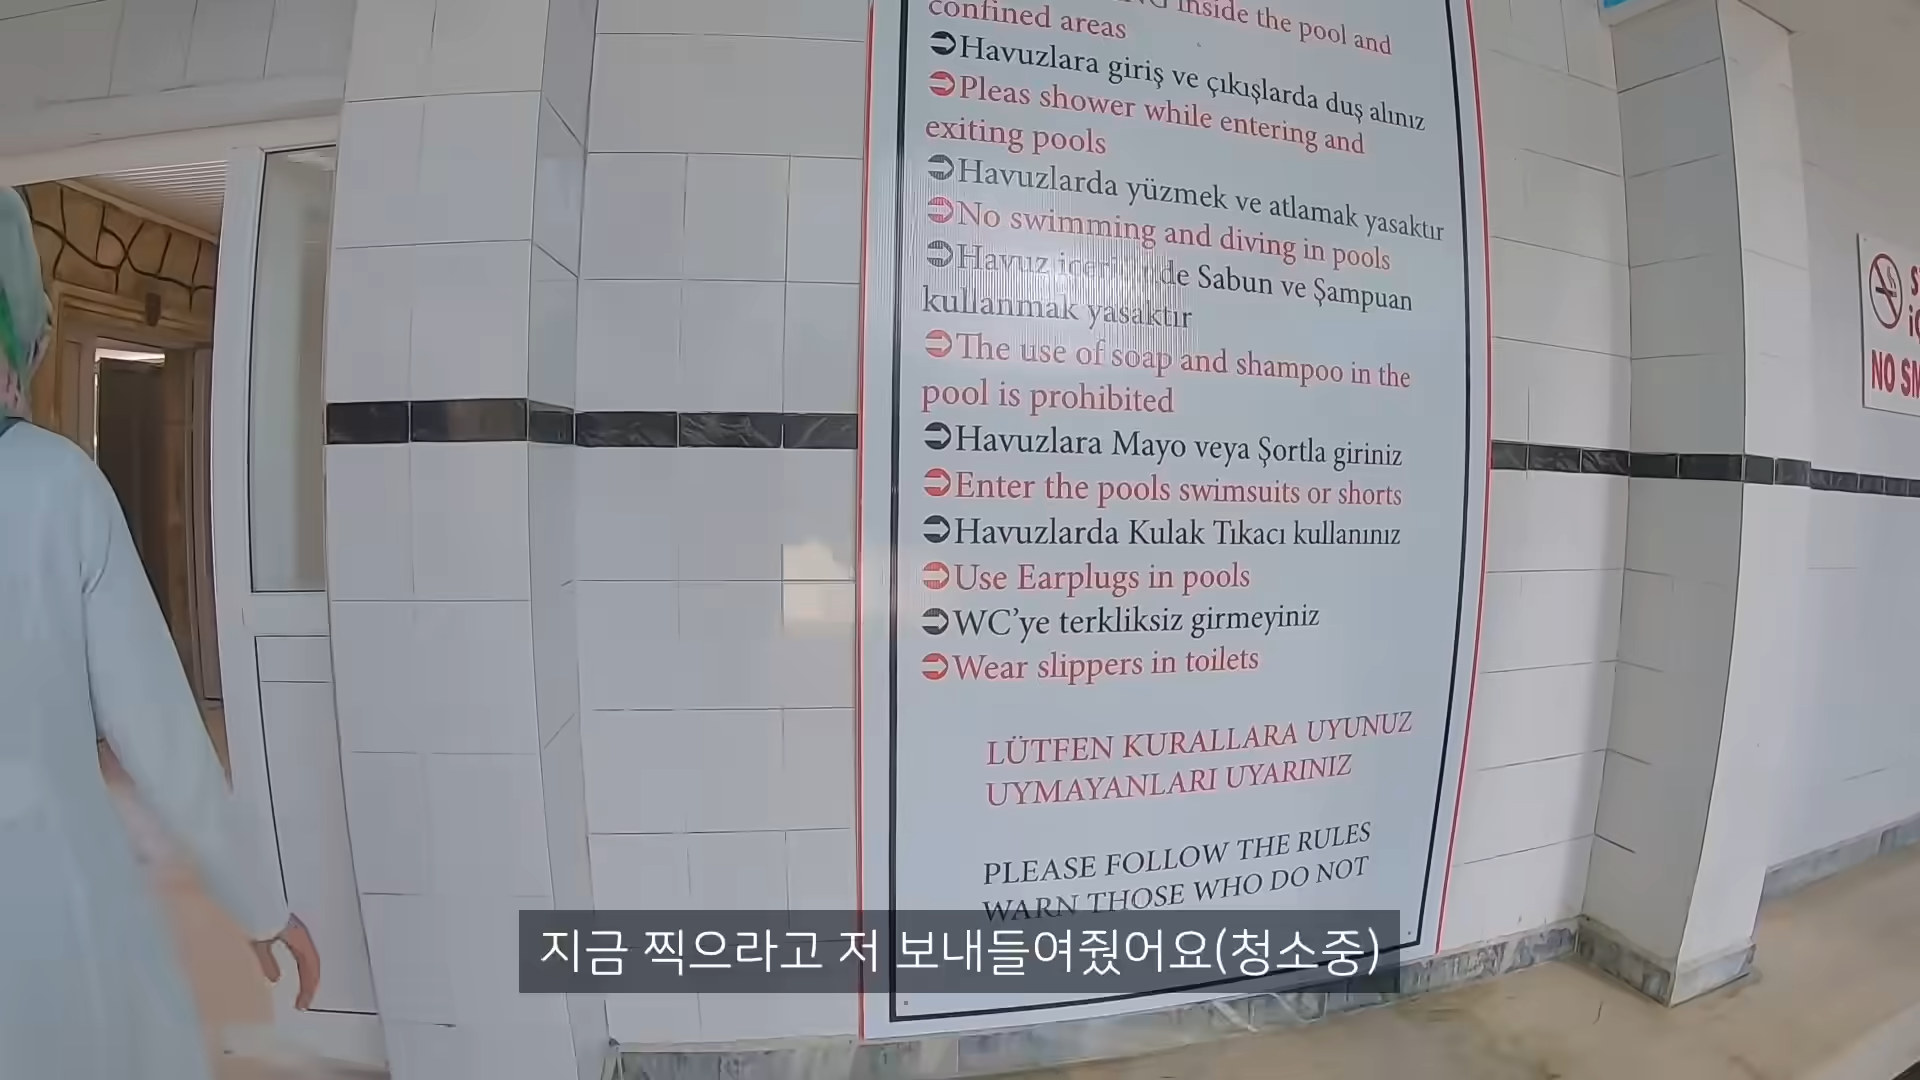 inside the pool and
confined areas
➲Havuzlara giriş ve çıkışlarda duş alınız
➲Pleas shower while entering and
exiting pools
➲Havuzlarda yüzmek ve atlamak yasaktır
➲No swimming and diving in pools
➲Havuz de Sabun ve Şampuan
kullanmak yasaktır
➲The use of soap and shampoo in the
pool is prohibited
➲Havuzlara Mayo veya Şortla giriniz
➲Enter the pools swimsuits or shorts
➲Havuzlarda Kulak Tıkacı kullanınız
➲Use Earplugs in pools
➲WC'ye terkliksiz girmeyiniz
➲Wear slippers in toilets
LÜTFEN KURALLARA UYUNUZ
UYMAYANLARI UYARINIZ
PLEASE FOLLOW THE RULES
WARN THOSE WHO DO NOT
NO
지금 찍으라고 저 보내들여줬어요(청소중)